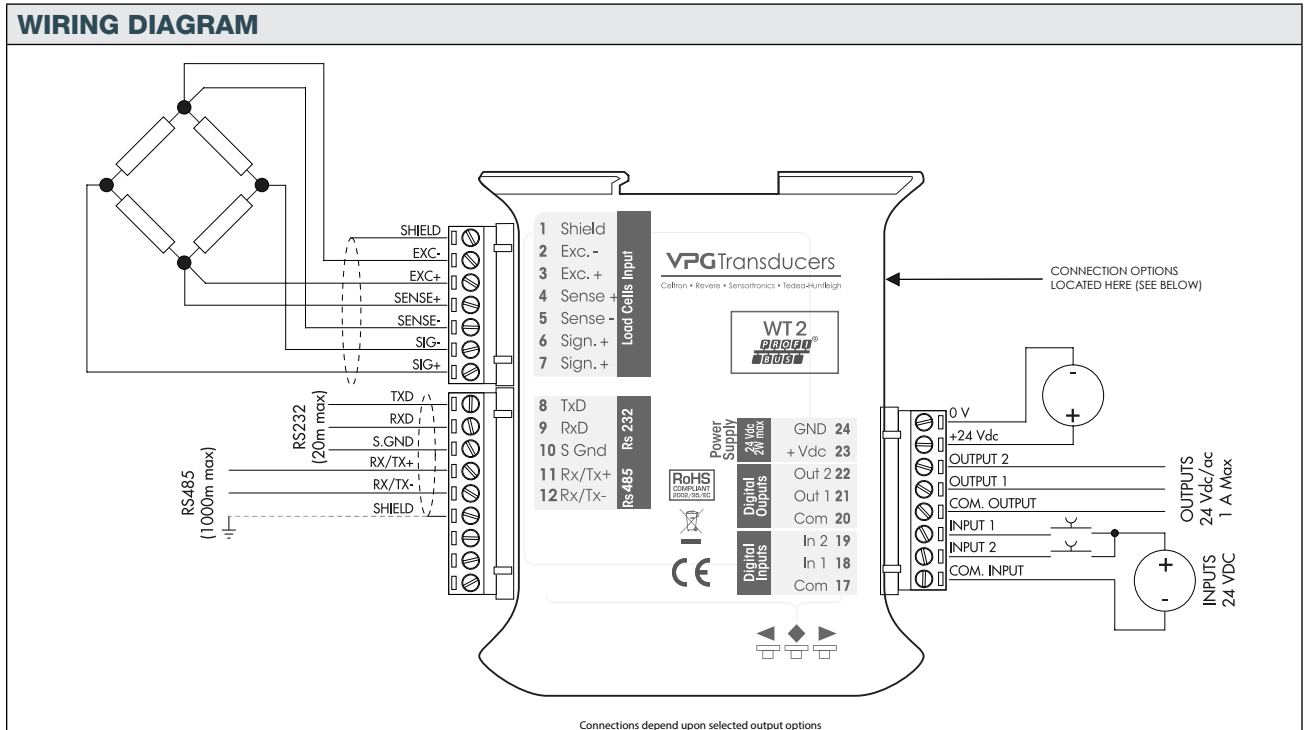 WIRING DIAGRAM
SHIELD
EXC-
EXC+
SENSE+
SENSE-
SIG-
SIG+
TXD
RXD
S.GND
RX/TX+
RX/TX-
SHIELD
RS232
(20m max)
RS485
(1000m max)
1 Shield
2 Exc. -
3 Exc. +
4 Sense +
5 Sense -
6 Sign. +
7 Sign. +
Load Cells Input
8 TxD
9 RxD
10 S Gnd
11 Rx/Tx+
12 Rx/Tx-
Rs 232
Rs 485
VPGTransducers
Celtron • Revere • Sensortronics • Tedea-Huntleigh
WT 2
PROFI®
BUS
RoHS
COMPLIANT
2002/95/EC
CE
Power Supply
24 Vdc
2W max
GND 24
+ Vdc 23
Digital Ouputs
Out 2 22
Out 1 21
Com 20
Digital Inputs
In 2 19
In 1 18
Com 17
CONNECTION OPTIONS
LOCATED HERE (SEE BELOW)
0 V
+24 Vdc
OUTPUT 2
OUTPUT 1
COM. OUTPUT
INPUT 1
INPUT 2
COM. INPUT
-
+
OUTPUTS
24 Vdc/ac
1 A Max
+
-
INPUTS
24 VDC
Connections depend upon selected output options